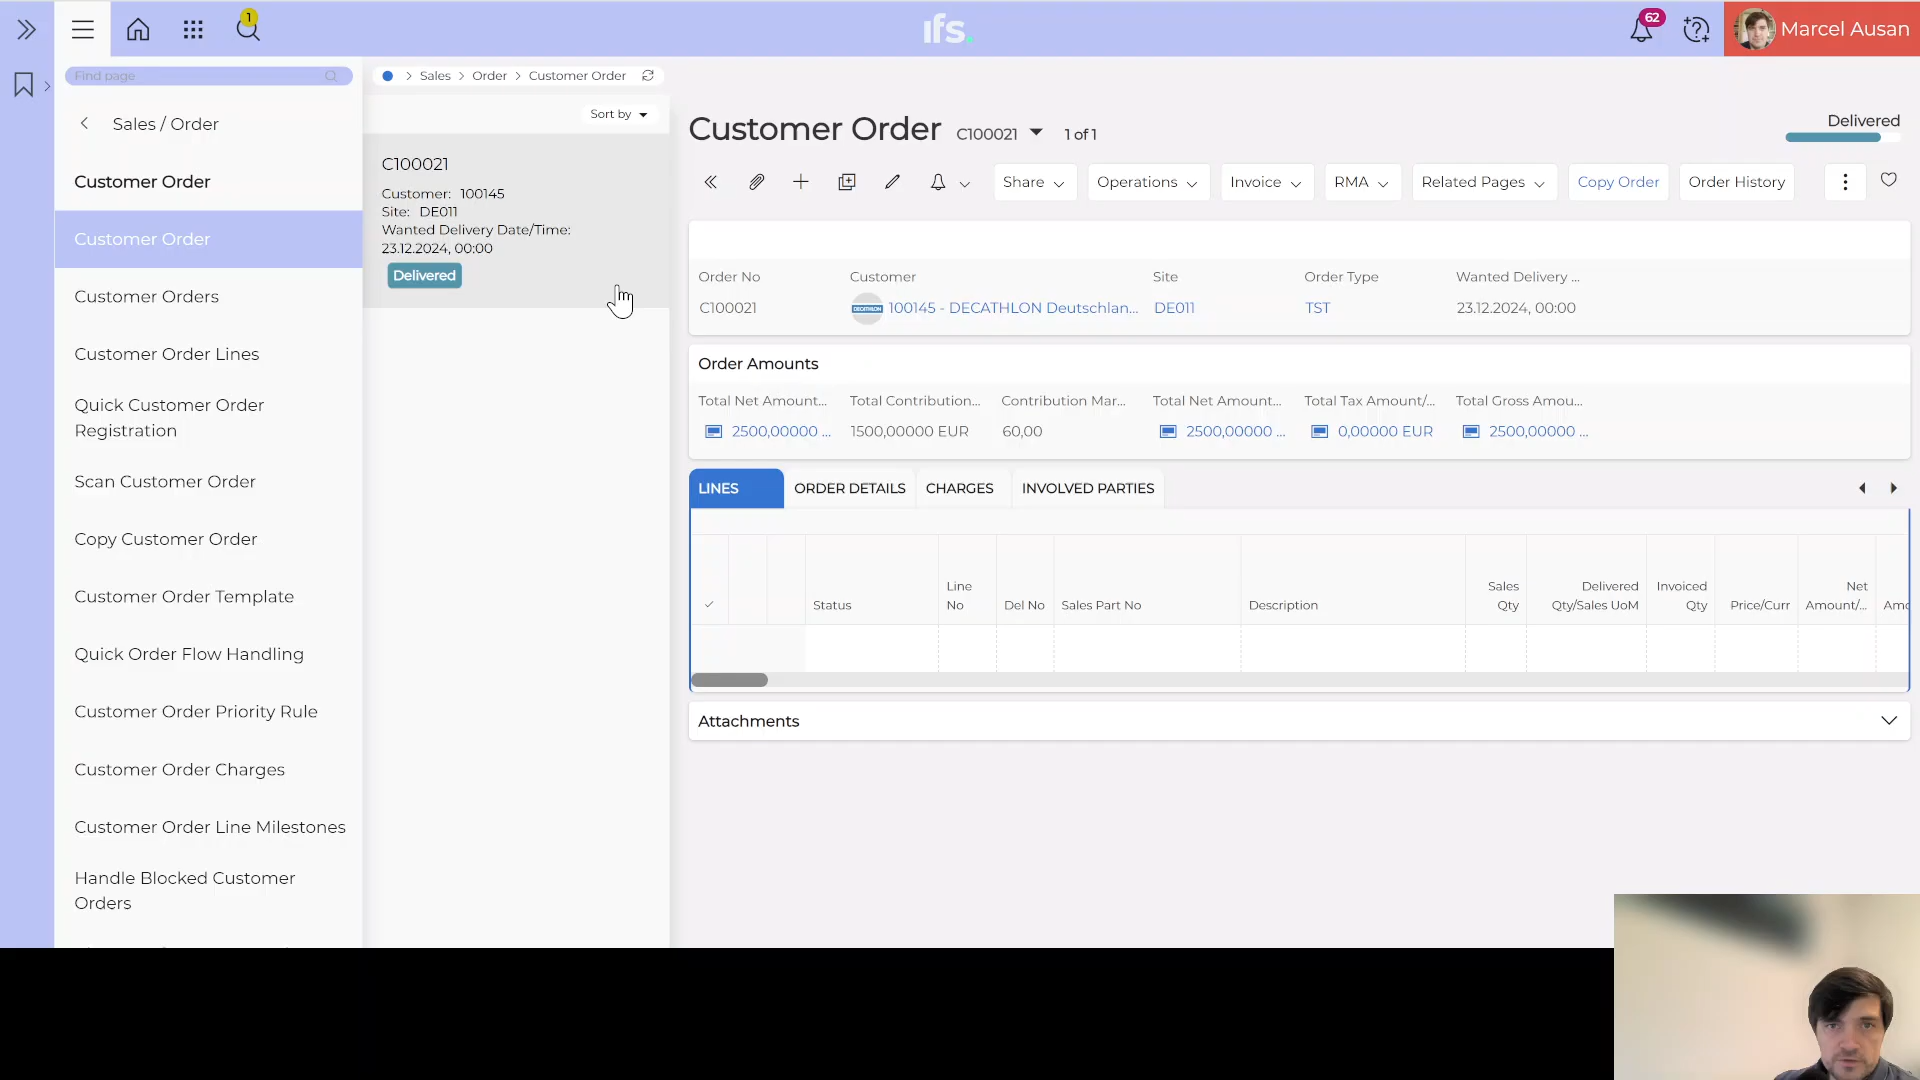 1
ifs.
62
Marcel Ausan
Find page
Sales / Order
Customer Order
Customer Order
Customer Orders
Customer Order Lines
Quick Customer Order
Registration
Scan Customer Order
Copy Customer Order
Customer Order Template
Quick Order Flow Handling
Customer Order Priority Rule
Customer Order Charges
Customer Order Line Milestones
Handle Blocked Customer
Orders
Sales
Order
Customer Order
Sort by
C100021
Customer: 100145
Site: DE011
Wanted Delivery Date/Time:
23.12.2024, 00:00
Delivered
Customer Order C100021 1 of 1
Delivered
Share
Operations
Invoice
RMA
Related Pages
Copy Order
Order History
Order No
Customer
Site
Order Type
Wanted Delivery ...
C100021
DECATHLON
100145 - DECATHLON Deutschlan...
DE011
TST
23.12.2024, 00:00
Order Amounts
Total Net Amount...
Total Contribution...
Contribution Mar...
Total Net Amount...
Total Tax Amount/...
Total Gross Amou...
2500,00000 ...
1500,00000 EUR
60,00
2500,00000 ...
0,00000 EUR
2500,00000 ...
LINES
ORDER DETAILS
CHARGES
INVOLVED PARTIES
Status
Line
No
Del No
Sales Part No
Description
Sales
Qty
Delivered
Qty/Sales UoM
Invoiced
Qty
Price/Curr
Net
Amount/...
Amo
Attachments